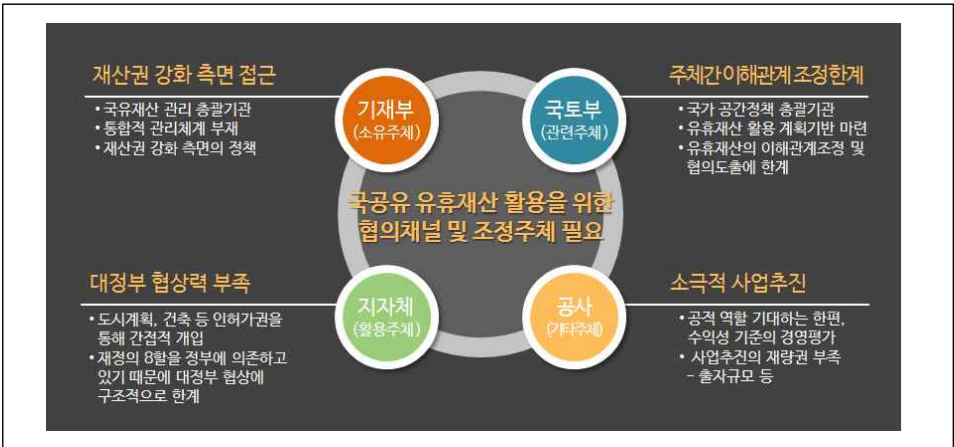 재산권 강화 측면 접근
• 국유재산 관리 총괄기관
• 통합적 관리체계 부재
• 재산권 강화 측면의 정책
기재부
(소유주체)
국토부
(관련주체)
주체간 이해관계 조정한계
• 국가 공간정책 총괄기관
• 유휴재산 활용 계획기반 마련
• 유휴재산의 이해관계조정 및
협의도출에 한계
국공유 유휴재산 활용을 위한
협의채널 및 조정주체 필요
대정부 협상력 부족
• 도시계획, 건축 등 인허가권을
통해 간접적 개입
• 재정의 8할을 정부에 의존하고
있기 때문에 대정부 협상에
구조적으로 한계
지자체
(활용주체)
공사
(기타주체)
소극적 사업추진
• 공적 역할 기대하는 한편,
수익성 기준의 경영평가
• 사업추진의 재량권 부족
- 출자규모 등